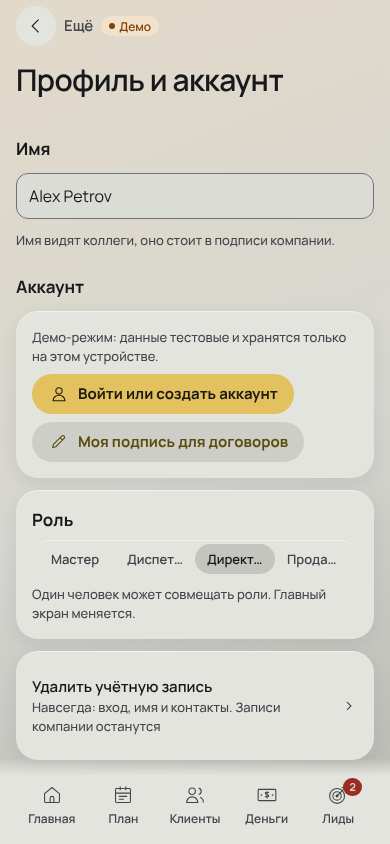 Ещё
Демо
Профиль и аккаунт
Имя
Alex Petrov
Имя видят коллеги, оно стоит в подписи компании.
Аккаунт
Демо-режим: данные тестовые и хранятся только
на этом устройстве.
Войти или создать аккаунт
Моя подпись для договоров
Роль
Мастер
Диспет…
Директ…
Прода…
Один человек может совмещать роли. Главный
экран меняется.
Удалить учётную запись
Навсегда: вход, имя и контакты. Записи
компании останутся
2
Главная
План
Клиенты
Деньги
Лиды